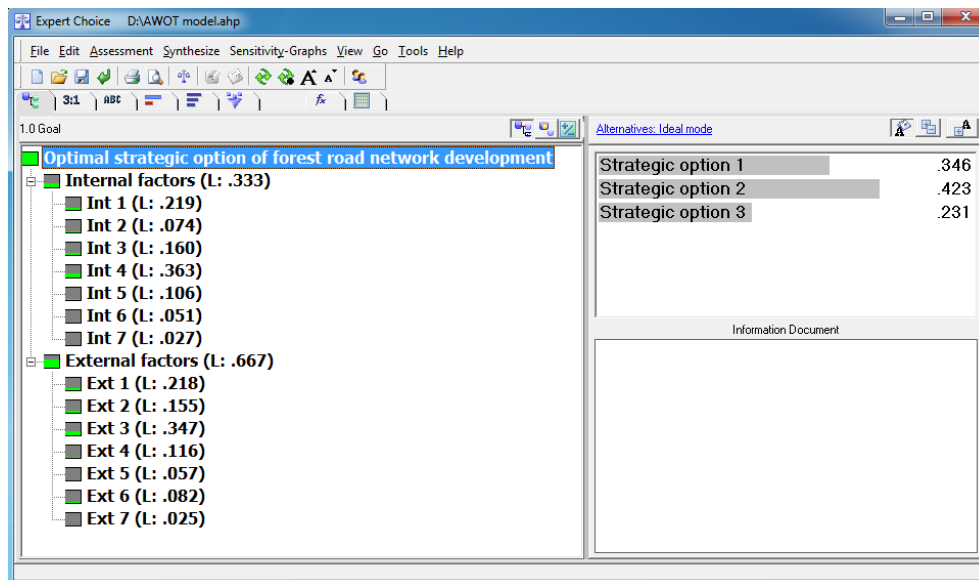 Expert Choice D:\AWOT model.ahp
File Edit Assessment Synthesize Sensitivity-Graphs View Go Tools Help
A A
3:1 ABC fx
1.0 Goal
Optimal strategic option of forest road network development
Internal factors (L: .333)
Int 1 (L: .219)
Int 2 (L: .074)
Int 3 (L: .160)
Int 4 (L: .363)
Int 5 (L: .106)
Int 6 (L: .051)
Int 7 (L: .027)
External factors (L: .667)
Ext 1 (L: .218)
Ext 2 (L: .155)
Ext 3 (L: .347)
Ext 4 (L: .116)
Ext 5 (L: .057)
Ext 6 (L: .082)
Ext 7 (L: .025)
Alternatives: Ideal mode
A A
Strategic option 1 .346
Strategic option 2 .423
Strategic option 3 .231
Information Document